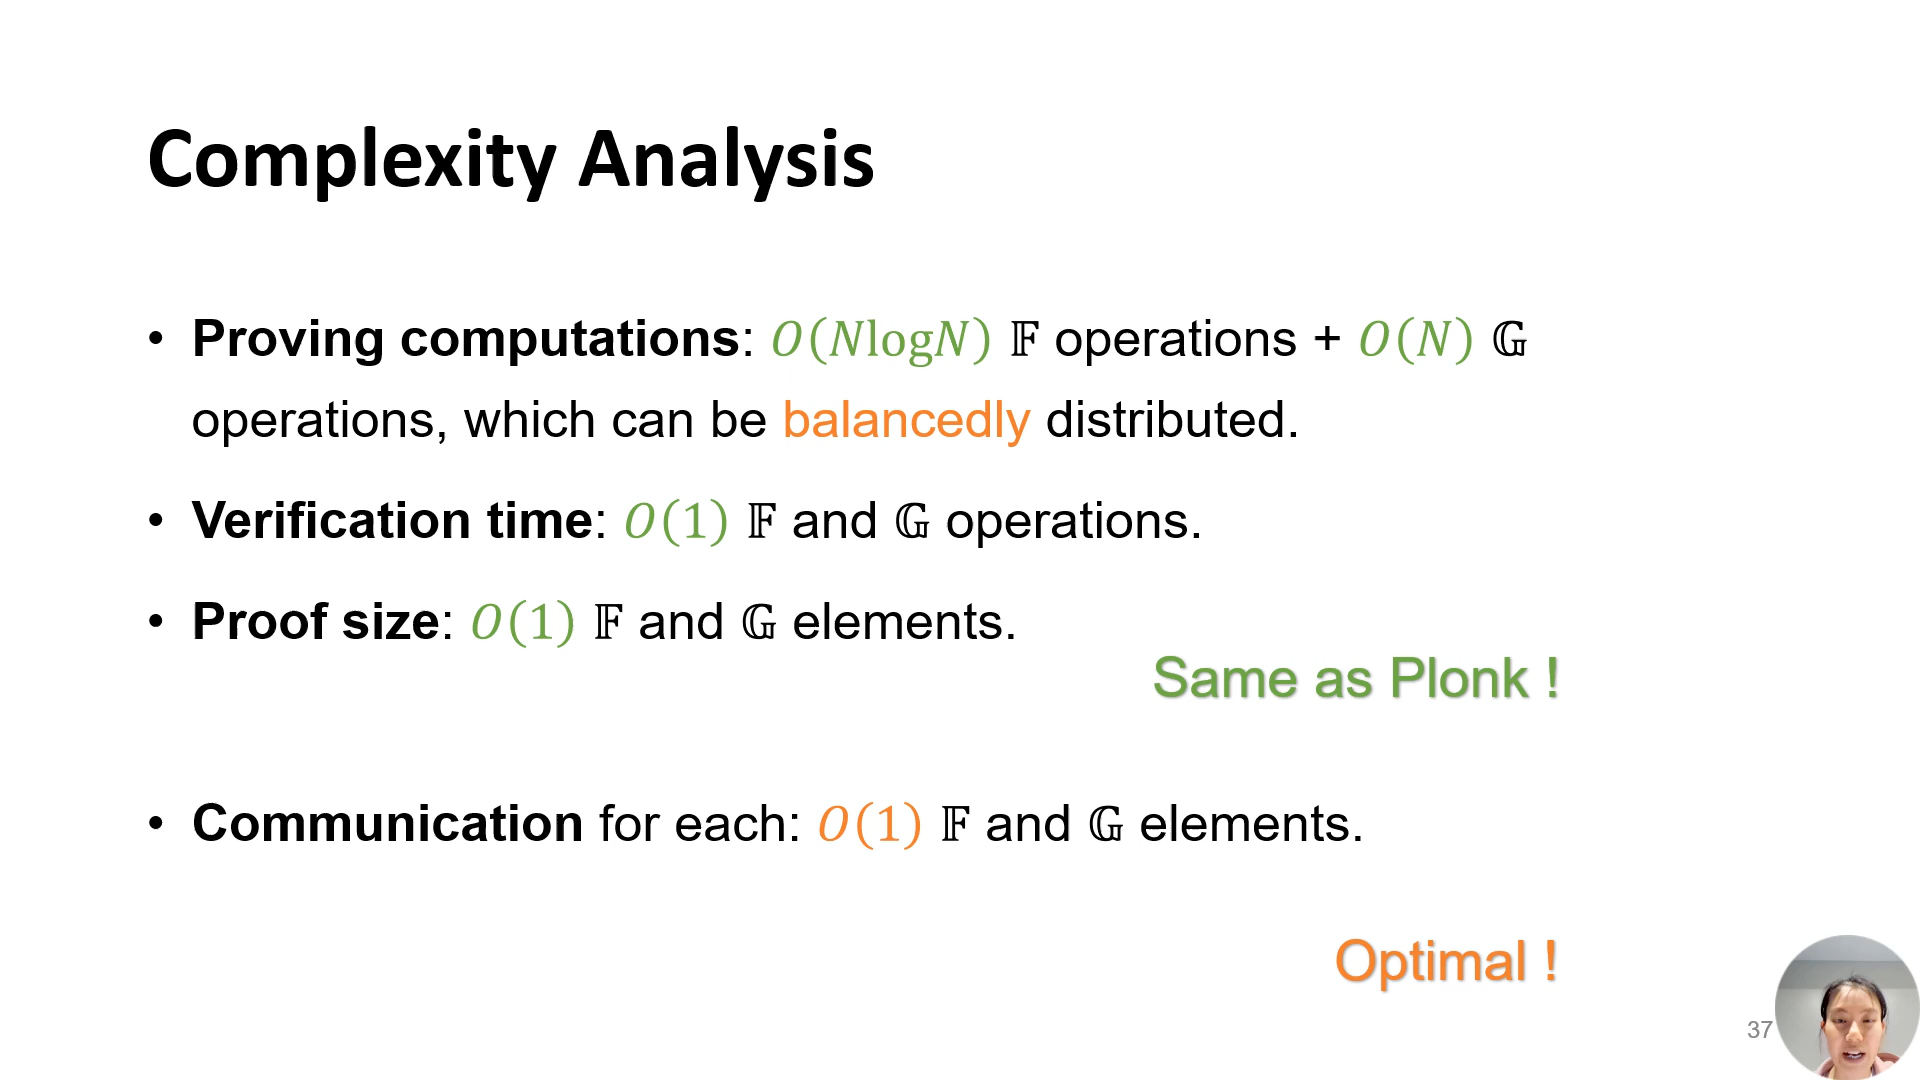 Complexity Analysis
• Proving computations: O(NlogN) 𝔽 operations + O(N) 𝔾
operations, which can be balancedly distributed.
• Verification time: O(1) 𝔽 and 𝔾 operations.
• Proof size: O(1) 𝔽 and 𝔾 elements.
Same as Plonk !
• Communication for each: O(1) 𝔽 and 𝔾 elements.
Optimal !
37